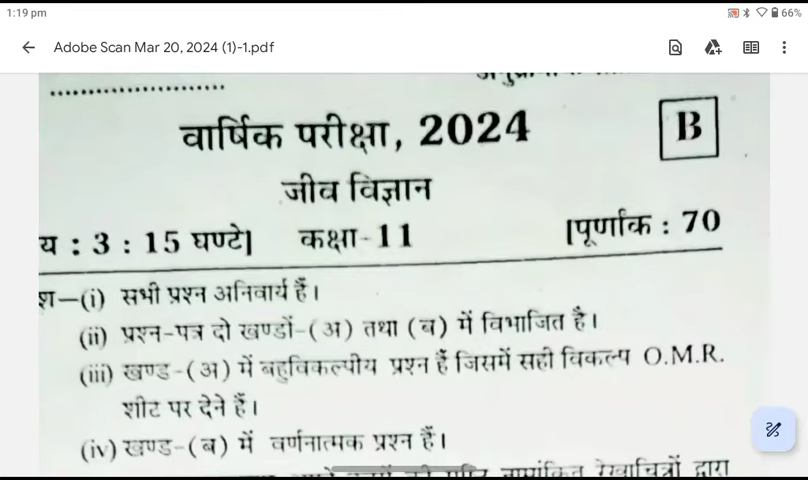 1:19 pm
66%
Adobe Scan Mar 20, 2024 (1)-1.pdf
वार्षिक परीक्षा, 2024
B
जीव विज्ञान
य : 3 : 15 घण्टे] कक्षा-11 [पूर्णांक : 70
श—(i) सभी प्रश्न अनिवार्य हैं।
(ii) प्रश्न-पत्र दो खण्डों-(अ) तथा (ब) में विभाजित है।
(iii) खण्ड-(अ) में बहुविकल्पीय प्रश्न हैं जिसमें सही विकल्प O.M.R.
शीट पर देने हैं।
(iv) खण्ड-(ब) में वर्णनात्मक प्रश्न हैं।
नामांकित रेखाचित्रों द्वारा